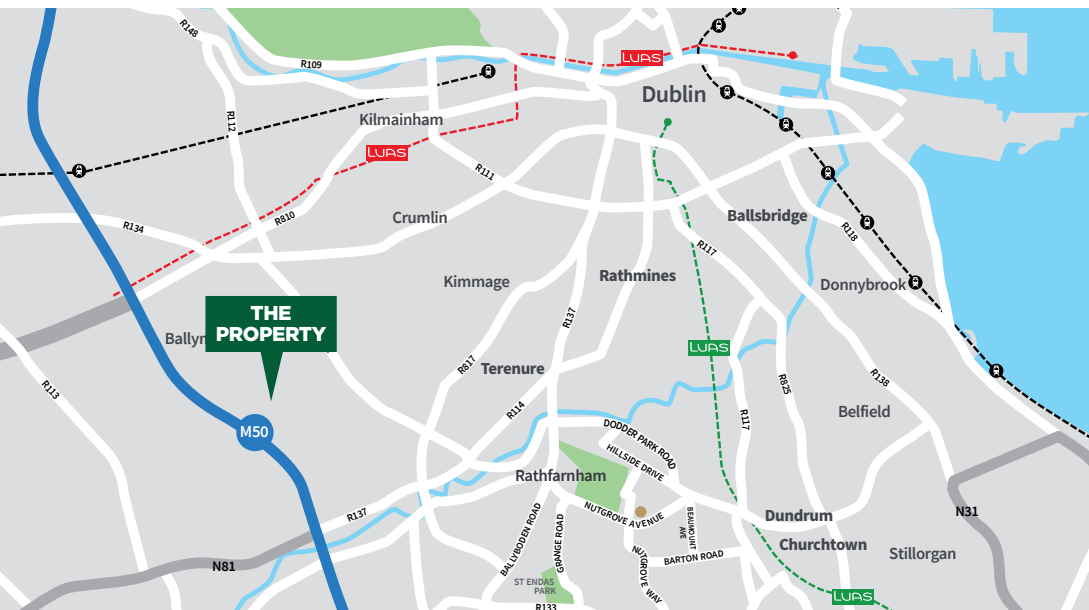 R148
R109
LUAS
Dublin
R112
Kilmainham
LUAS
R111
R810
Crumlin
Ballsbridge
R134
R118
R117
Rathmines
Kimmage
Donnybrook
THE
PROPERTY
R137
LUAS
R817
Terenure
R113
R825
R138
R114
R117
Belfield
M50
DODDER PARK ROAD
HILLSIDE DRIVE
Rathfarnham
NUTGROVE AVENUE
BEAUMOUNT
AVE
Dundrum
N31
R137
BALLYBODEN ROAD
GRANGE ROAD
Churchtown
Stillorgan
NUTGROVE WAY
BARTON ROAD
N81
ST ENDAS
PARK
LUAS
R133